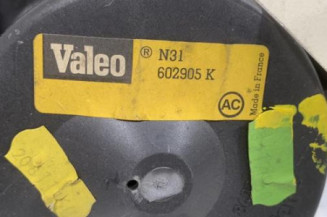 Valeo ® N31
602905 K
AC
Made in France